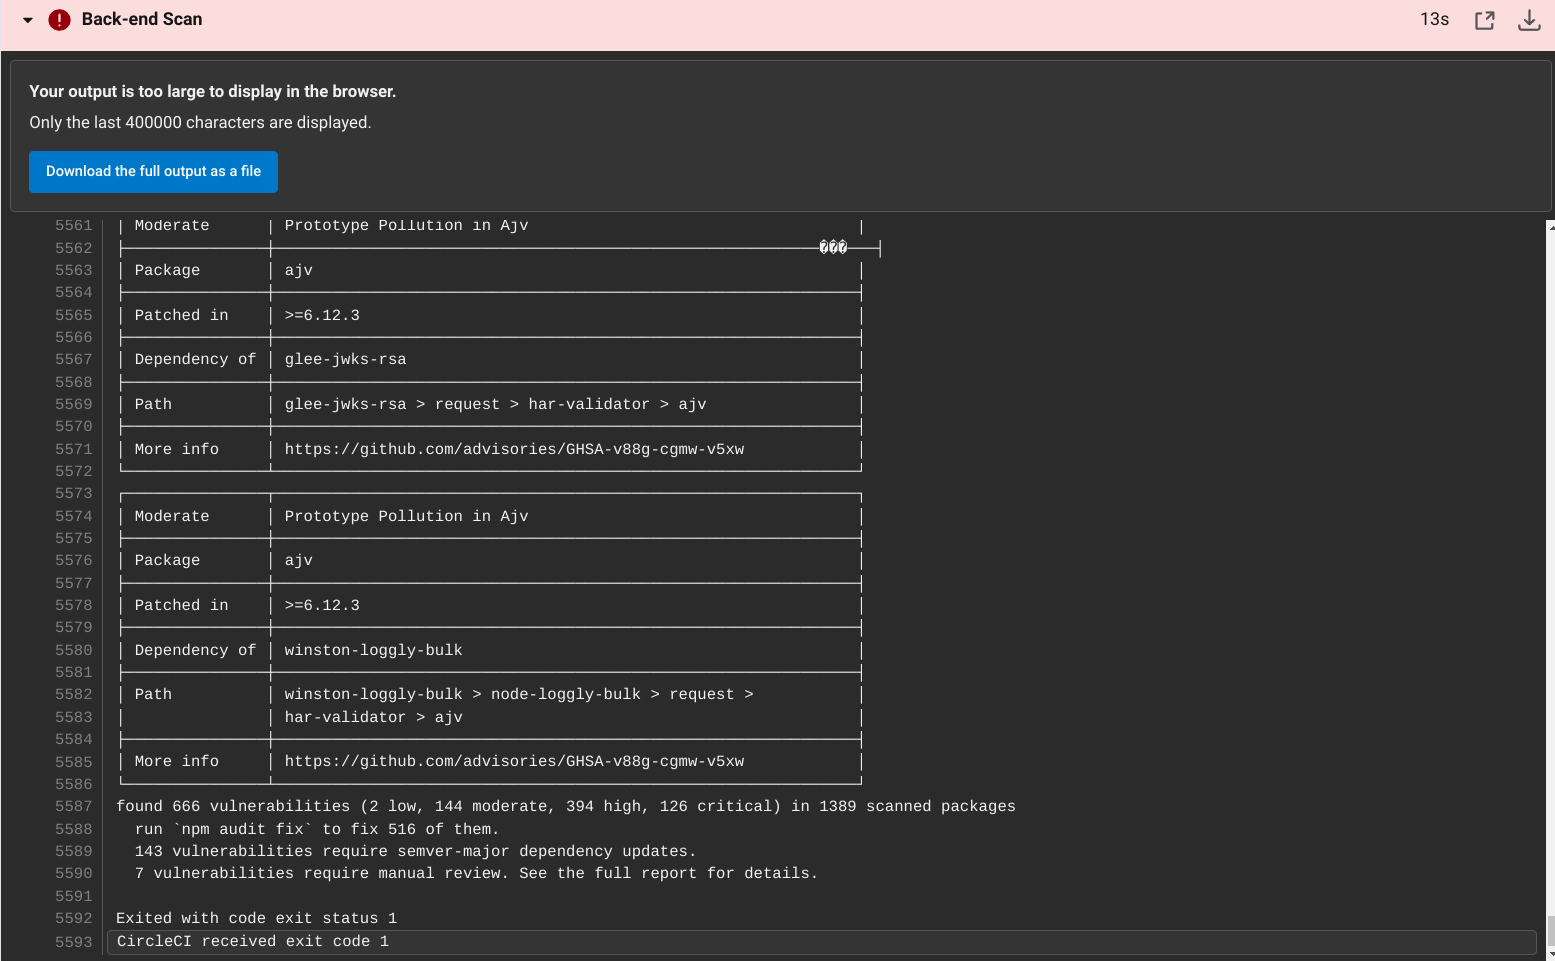 Back-end Scan 13s
Your output is too large to display in the browser.
Only the last 400000 characters are displayed.
Download the full output as a file
5561 │ Moderate │ Prototype Pollution in Ajv │
5562 ├───────────────┼──────────────────────────────���───┤
5563 │ Package │ ajv │
5564
5565 │ Patched in │ >=6.12.3 │
5566
5567 │ Dependency of │ glee-jwks-rsa │
5568
5569 │ Path │ glee-jwks-rsa > request > har-validator > ajv │
5570
5571 │ More info │ https://github.com/advisories/GHSA-v88g-cgmw-v5xw │
5572
5573
5574 │ Moderate │ Prototype Pollution in Ajv │
5575
5576 │ Package │ ajv │
5577
5578 │ Patched in │ >=6.12.3 │
5579
5580 │ Dependency of │ winston-loggly-bulk │
5581
5582 │ Path │ winston-loggly-bulk > node-loggly-bulk > request > │
5583 │ │ har-validator > ajv │
5584
5585 │ More info │ https://github.com/advisories/GHSA-v88g-cgmw-v5xw │
5586
5587 found 666 vulnerabilities (2 low, 144 moderate, 394 high, 126 critical) in 1389 scanned packages
5588 run `npm audit fix` to fix 516 of them.
5589 143 vulnerabilities require semver-major dependency updates.
5590 7 vulnerabilities require manual review. See the full report for details.
5591
5592 Exited with code exit status 1
5593 CircleCI received exit code 1